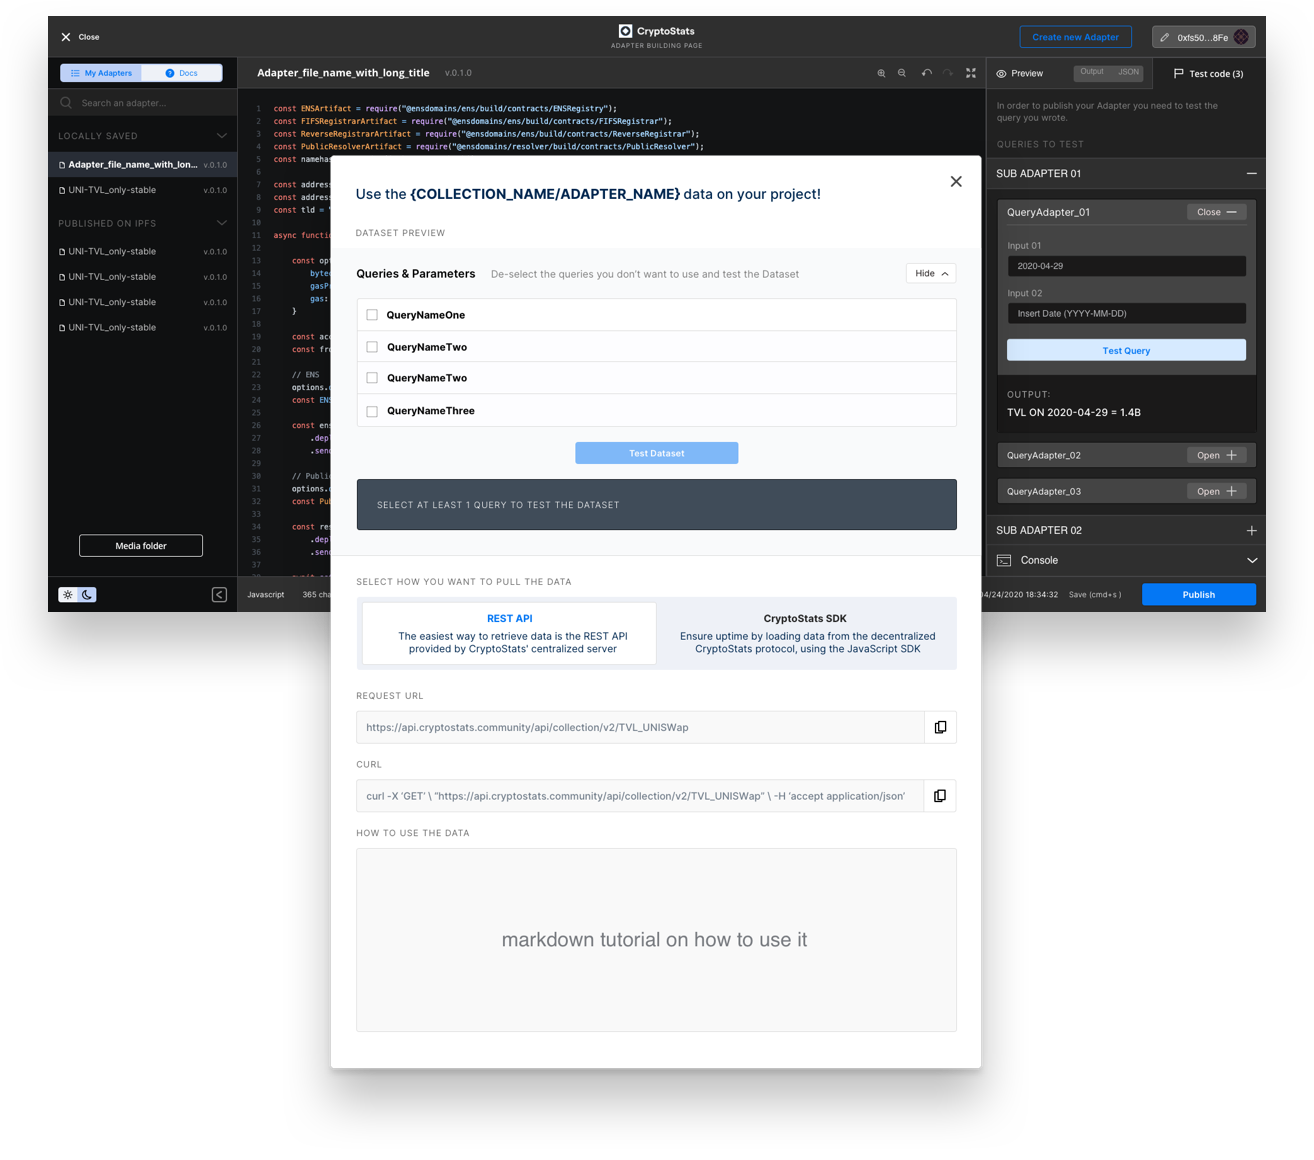 Close
CryptoStats
ADAPTER BUILDING PAGE
Create new Adapter
0xfs50...8Fe
My Adapters
Docs
Search an adapter...
LOCALLY SAVED
Adapter_file_name_with_lon... v.0.1.0
UNI-TVL_only-stable v.0.1.0
PUBLISHED ON IPFS
UNI-TVL_only-stable v.0.1.0
UNI-TVL_only-stable v.0.1.0
UNI-TVL_only-stable v.0.1.0
UNI-TVL_only-stable v.0.1.0
Media folder
Adapter_file_name_with_long_title v.0.1.0
1 const ENSArtifact = require("@ensdomains/ens/build/contracts/ENSRegistry");
2 const FIFSRegistrarArtifact = require("@ensdomains/ens/build/contracts/FIFSRegistrar");
3 const ReverseRegistrarArtifact = require("@ensdomains/ens/build/contracts/ReverseRegistrar");
4 const PublicResolverArtifact = require("@ensdomains/resolver/build/contracts/PublicResolver");
5 const nameha
6
7 const address
8 const address
9 const tld = "
10
11 async functio
12
13 const opt
14 byte
15 gasPr
16 gas:
17 }
18
19 const acc
20 const fro
21
22 // ENS
23 options.
24 const ENS
25
26 const ens
27 .depl
28 .send
29
30 // Public
31 options.
32 const Pub
33
34 const res
35 .depl
36 .send
37
Javascript 365 cha
04/24/2020 18:34:32 Save (cmd+s )
Publish
Preview
Output JSON
Test code (3)
In order to publish your Adapter you need to test the
query you wrote.
QUERIES TO TEST
SUB ADAPTER 01
QueryAdapter_01
Close
Input 01
2020-04-29
Input 02
Insert Date (YYYY-MM-DD)
Test Query
OUTPUT:
TVL ON 2020-04-29 = 1.4B
QueryAdapter_02
Open
QueryAdapter_03
Open
SUB ADAPTER 02
Console
Use the {COLLECTION_NAME/ADAPTER_NAME} data on your project!
DATASET PREVIEW
Queries & Parameters De-select the queries you don't want to use and test the Dataset
Hide
QueryNameOne
QueryNameTwo
QueryNameTwo
QueryNameThree
Test Dataset
SELECT AT LEAST 1 QUERY TO TEST THE DATASET
SELECT HOW YOU WANT TO PULL THE DATA
REST API
The easiest way to retrieve data is the REST API
provided by CryptoStats' centralized server
CryptoStats SDK
Ensure uptime by loading data from the decentralized
CryptoStats protocol, using the JavaScript SDK
REQUEST URL
https://api.cryptostats.community/api/collection/v2/TVL_UNISWap
CURL
curl -X ‘GET’ \ “https://api.cryptostats.community/api/collection/v2/TVL_UNISWap” \ -H ‘accept application/json’
HOW TO USE THE DATA
markdown tutorial on how to use it